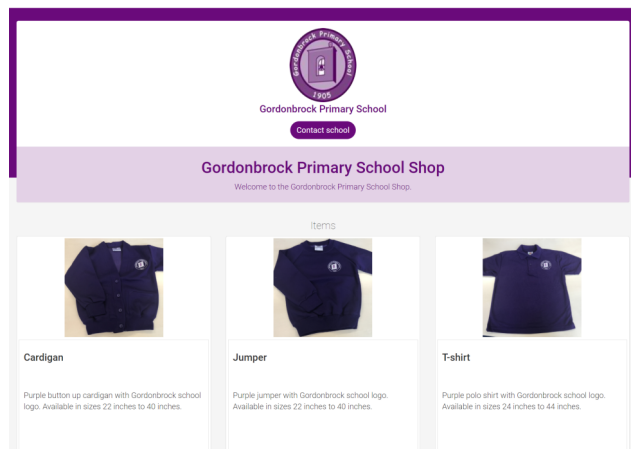 Gordonbrock Primary School
1905
Gordonbrock Primary School
Contact school
Gordonbrock Primary School Shop
Welcome to the Gordonbrock Primary School Shop.
Items
Cardigan
Jumper
T-shirt
Purple button up cardigan with Gordonbrock school
logo. Available in sizes 22 inches to 40 inches.
Purple jumper with Gordonbrock school logo.
Available in sizes 22 inches to 40 inches.
Purple polo shirt with Gordonbrock school logo.
Available in sizes 24 inches to 44 inches.